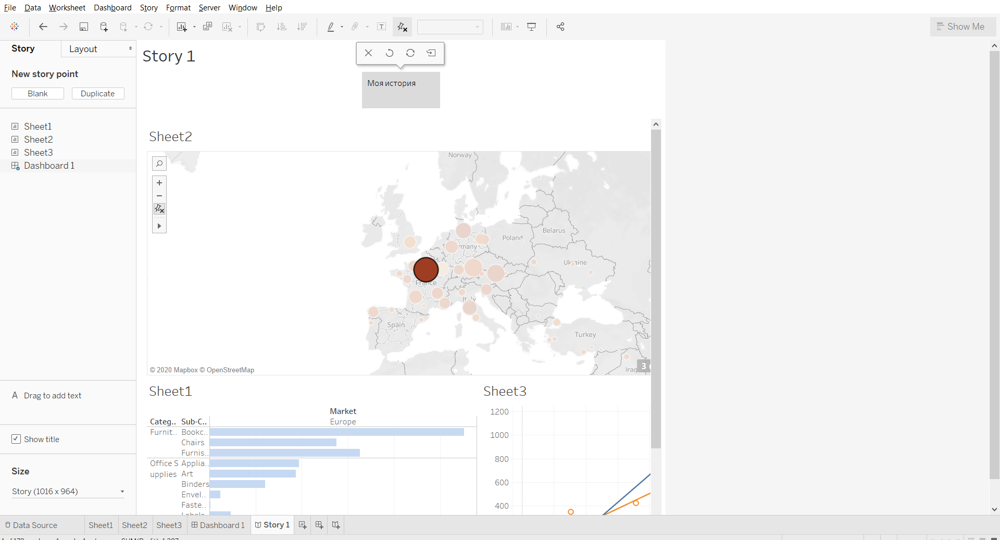 File Data Worksheet Dashboard Story Format Server Window Help
Show Me
Story Layout
New story point
Blank Duplicate
Sheet1
Sheet2
Sheet3
Dashboard 1
A Drag to add text
Show title
Size
Story (1016 x 964)
Story 1
Моя история
Sheet2
Norway
Belarus
Poland
rmany
Ukraine
France
Italy
Spain
Turkey
Iraq
3
© 2020 Mapbox © OpenStreetMap
Sheet1
Market
Categ.. Sub-C.. Europe
Furnit.. Bookc..
Chairs
Furnis..
Office S Applia..
upplies Art
Binders
Envel..
Faste..
Labels
Sheet3
1200
1000
800
600
400
Data Source Sheet1 Sheet2 Sheet3 Dashboard 1 Story 1